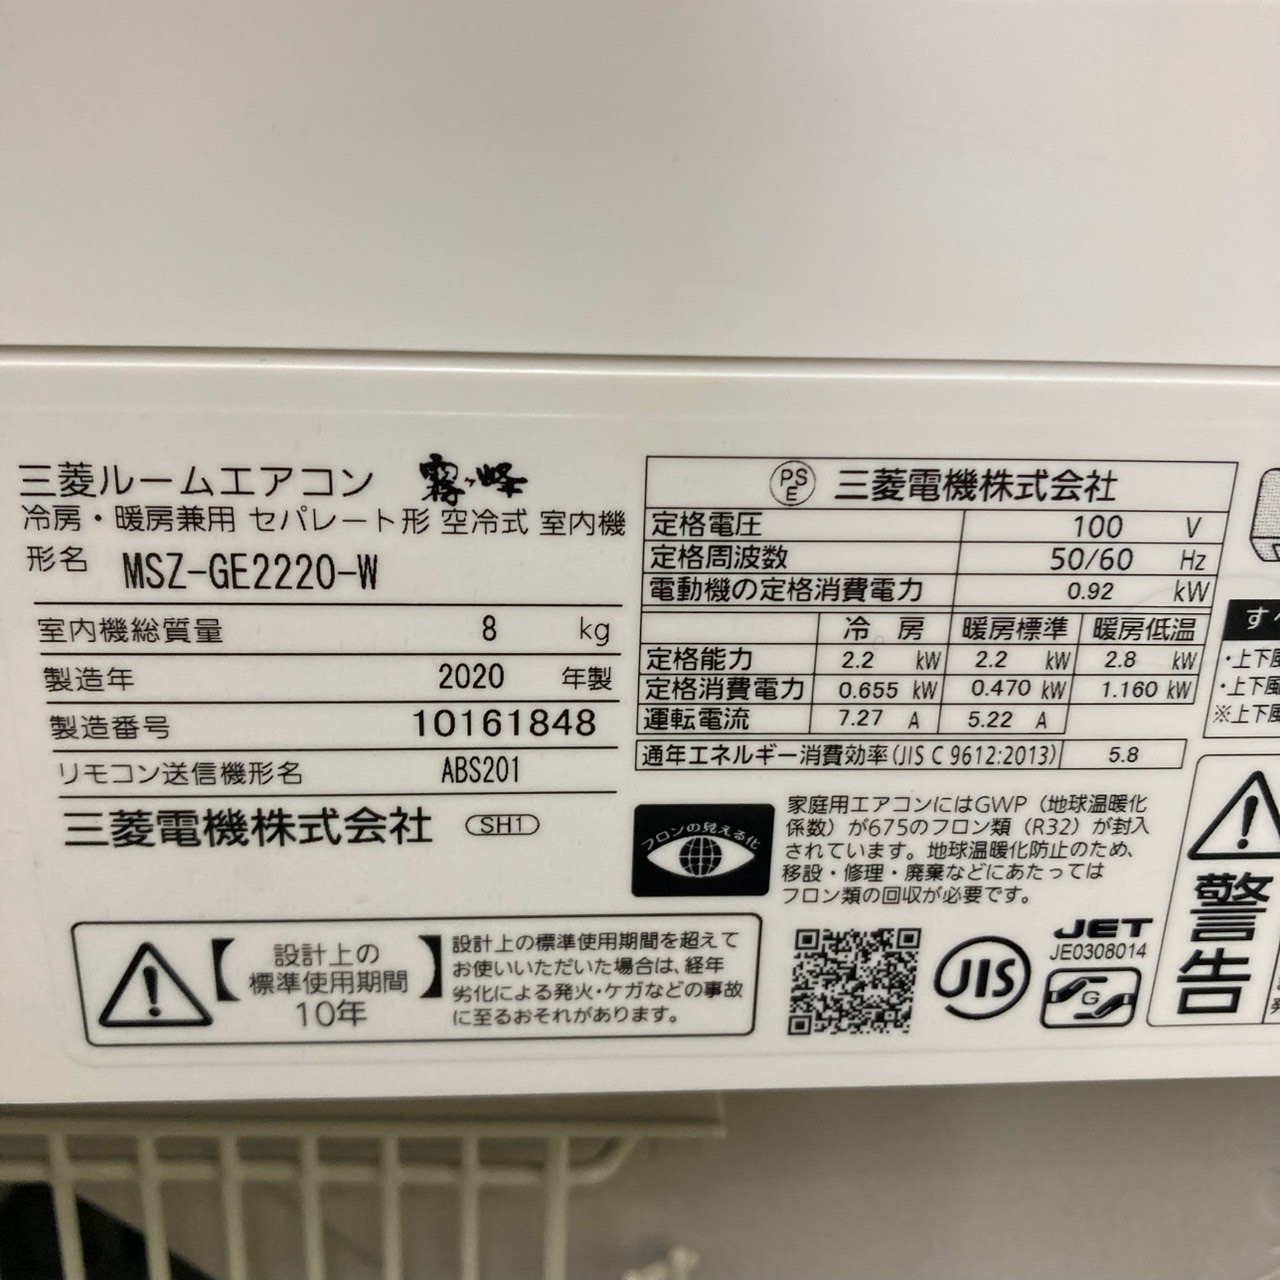 三菱ルームエアコン 霧ヶ峰
冷房・暖房兼用 セパレート形 空冷式 室内機
形名 MSZ-GE2220-W
室内機総質量 8 kg
製造年 2020 年製
製造番号 10161848
リモコン送信機形名 ABS201
三菱電機株式会社 SH1
設計上の
標準使用期間
10年
設計上の標準使用期間を超えて
お使いいただいた場合は、経年
劣化による発火・ケガなどの事故
に至るおそれがあります。
PS
E 三菱電機株式会社
定格電圧 100 V
定格周波数 50/60 Hz
電動機の定格消費電力 0.92 kW
冷房 暖房標準 暖房低温
定格能力 2.2 kW 2.2 kW 2.8 kW
定格消費電力 0.655 kW 0.470 kW 1.160 kW
運転電流 7.27 A 5.22 A
通年エネルギー消費効率(JIS C 9612:2013) 5.8
フロンの見える化
家庭用エアコンにはGWP（地球温暖化
係数）が675のフロン類（R32）が封入
されています。地球温暖化防止のため、
移設・修理・廃棄などにあたっては
フロン類の回収が必要です。
JIS
JET
JE0308014
G
すべ
・上下風
・上下風
※上下風
警告